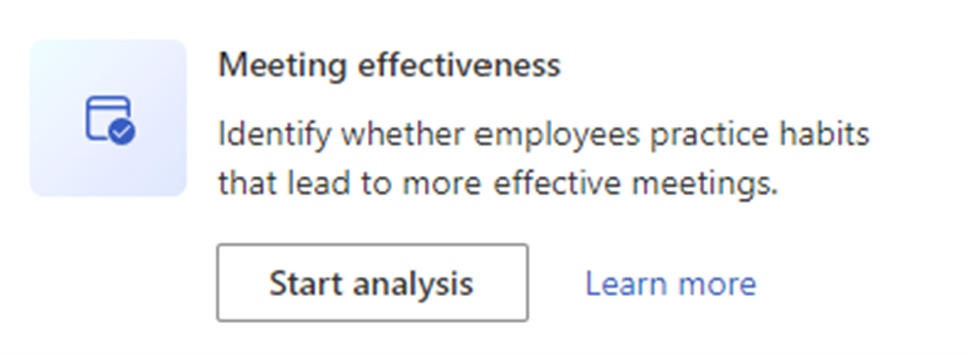 Meeting effectiveness
Identify whether employees practice habits
that lead to more effective meetings.
Start analysis
Learn more